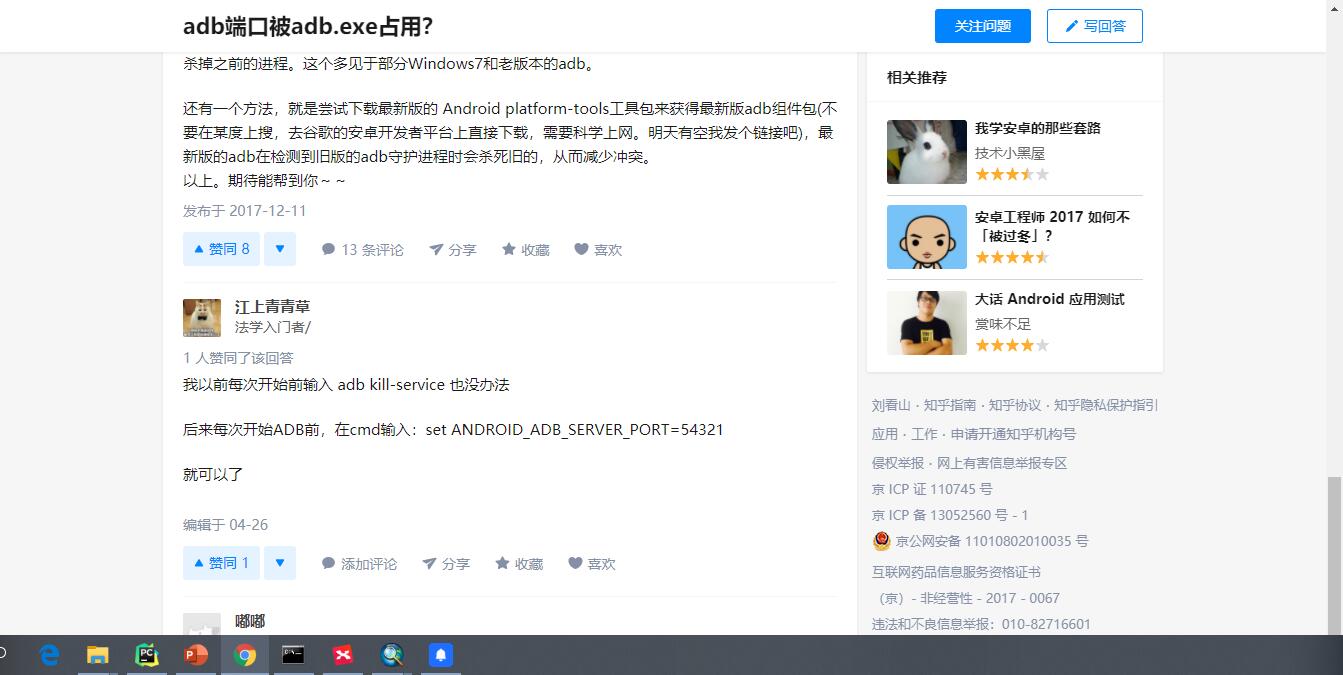 adb端口被adb.exe占用？
关注问题
写回答
杀掉之前的进程。这个多见于部分Windows7和老版本的adb。
还有一个方法，就是尝试下载最新版的 Android platform-tools工具包来获得最新版adb组件包(不
要在某度上搜，去谷歌的安卓开发者平台上直接下载，需要科学上网。明天有空我发个链接吧)，最
新版的adb在检测到旧版的adb守护进程时会杀死旧的，从而减少冲突。
以上。期待能帮到你～～
发布于 2017-12-11
赞同 8
13 条评论
分享
收藏
喜欢
江上青青草
法学入门者/
1 人赞同了该回答
我以前每次开始前输入 adb kill-service 也没办法
后来每次开始ADB前，在cmd输入：set ANDROID_ADB_SERVER_PORT=54321
就可以了
编辑于 04-26
赞同 1
添加评论
分享
收藏
喜欢
嘟嘟
相关推荐
我学安卓的那些套路
技术小黑屋
安卓工程师 2017 如何不
「被过冬」？
大话 Android 应用测试
赏味不足
刘看山 · 知乎指南 · 知乎协议 · 知乎隐私保护指引
应用 · 工作 · 申请开通知乎机构号
侵权举报 · 网上有害信息举报专区
京 ICP 证 110745 号
京 ICP 备 13052560 号 - 1
京公网安备 11010802010035 号
互联网药品信息服务资格证书
（京）- 非经营性 - 2017 - 0067
违法和不良信息举报：010-82716601
PC
P